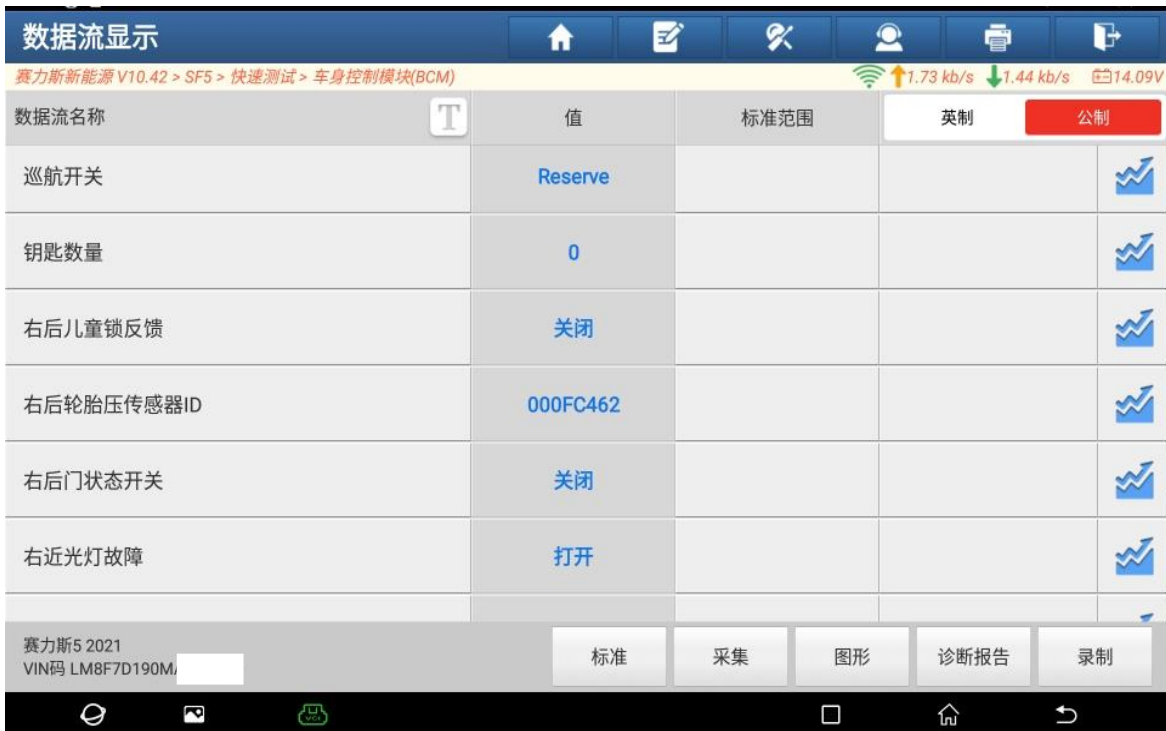 数据流显示
赛力斯新能源 V10.42 > SF5 > 快速测试 > 车身控制模块(BCM) 1.73 kb/s 1.44 kb/s 14.09V
数据流名称 T 值 标准范围 英制 公制
巡航开关 Reserve
钥匙数量 0
右后儿童锁反馈 关闭
右后轮胎压传感器ID 000FC462
右后门状态开关 关闭
右近光灯故障 打开
赛力斯5 2021
VIN码 LM8F7D190M
标准 采集 图形 诊断报告 录制
VCI